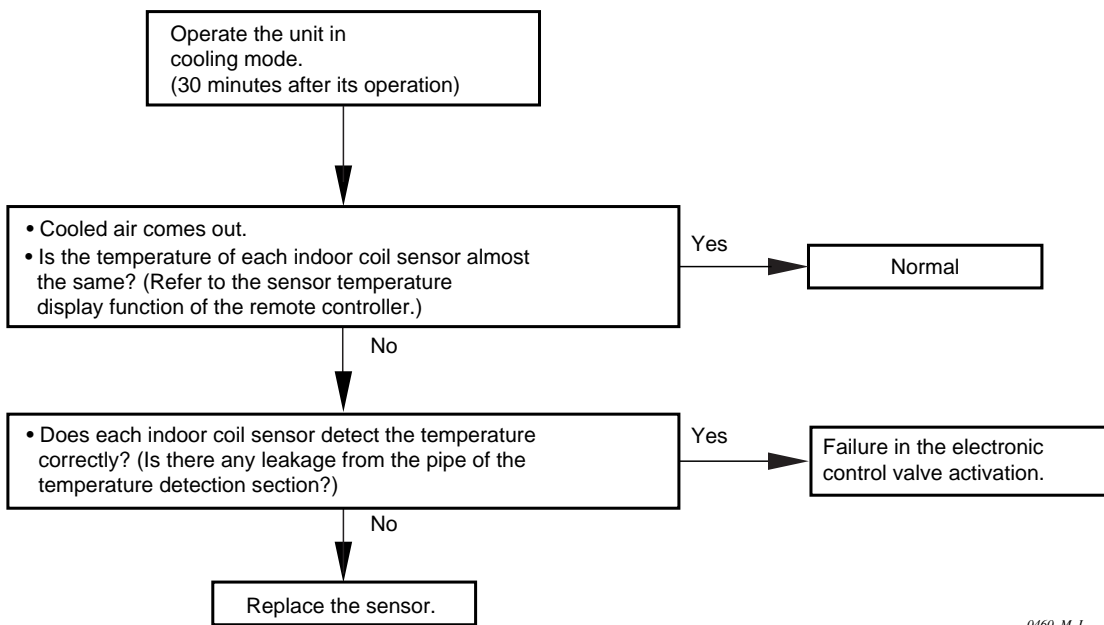 Operate the unit in
cooling mode.
(30 minutes after its operation)
• Cooled air comes out.
• Is the temperature of each indoor coil sensor almost
the same? (Refer to the sensor temperature
display function of the remote controller.)
Yes
Normal
No
• Does each indoor coil sensor detect the temperature
correctly? (Is there any leakage from the pipe of the
temperature detection section?)
Yes
Failure in the electronic
control valve activation.
No
Replace the sensor.
0460_M_I